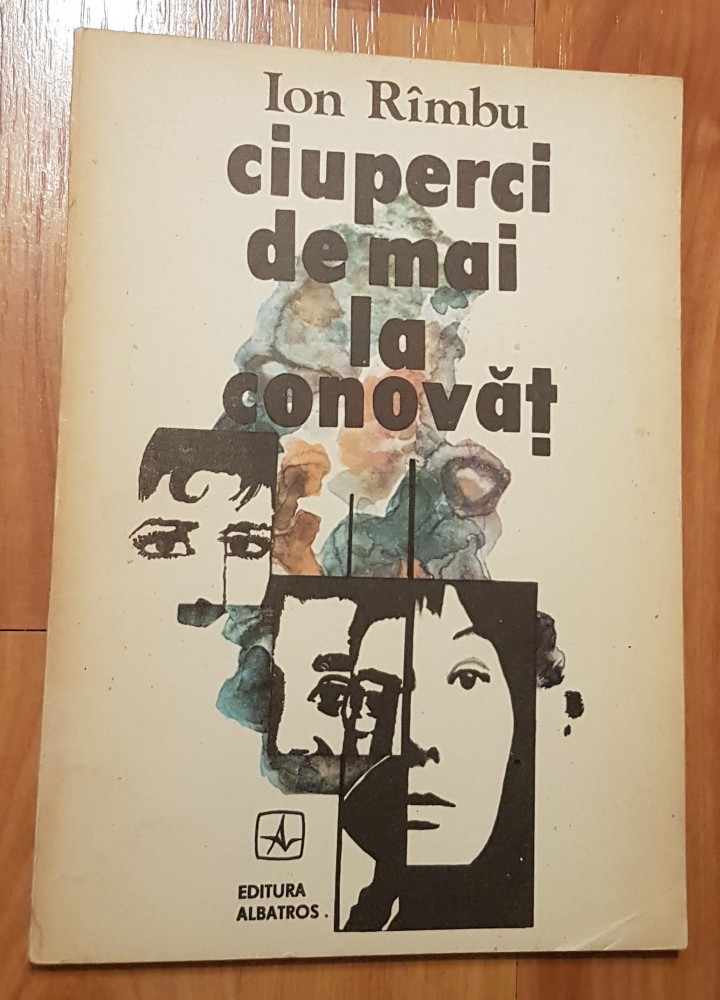 Ion Rîmbu
ciuperci
de mai
la
conovăț
EDITURA
ALBATROS.